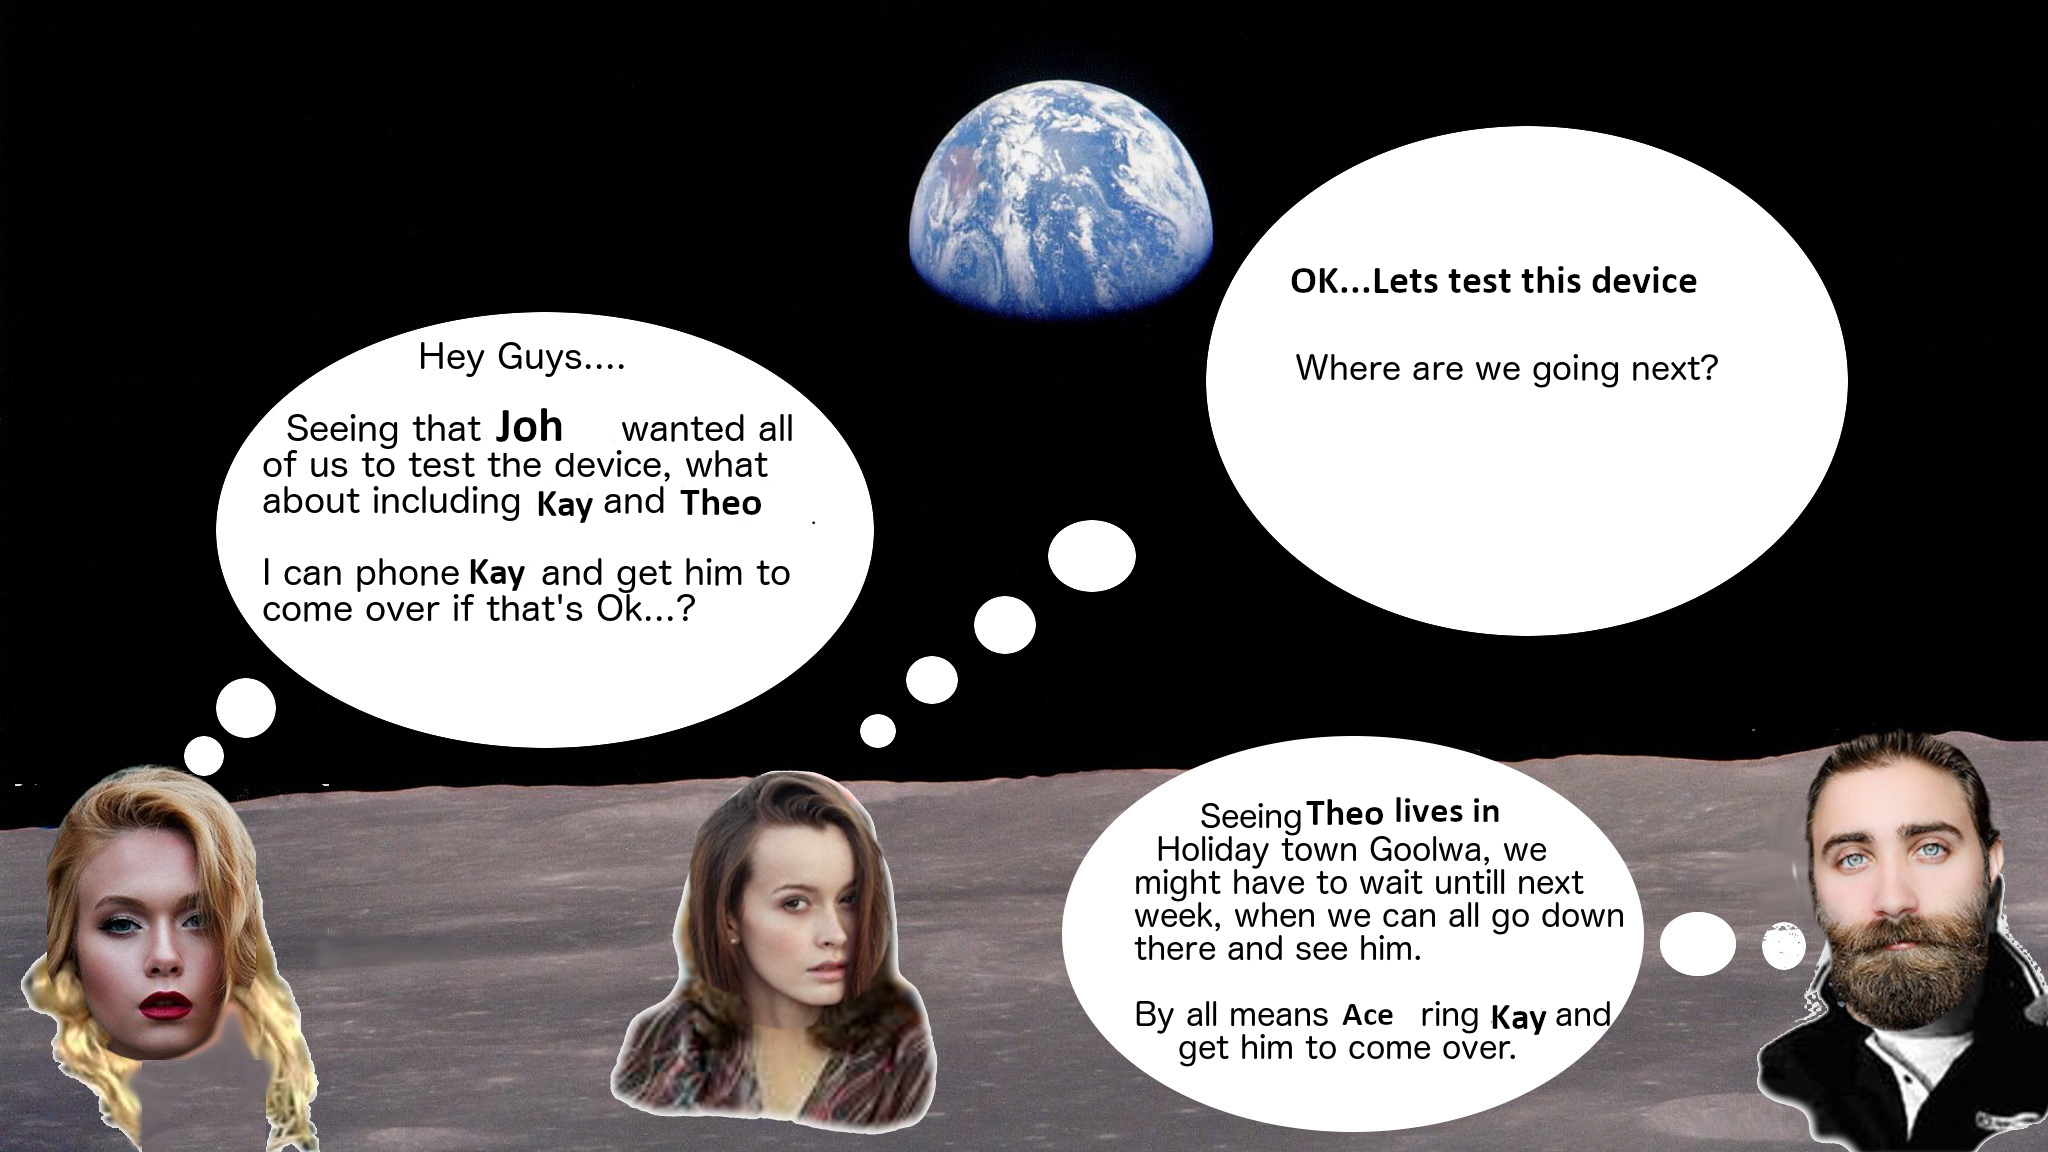 Hey Guys....
Seeing that Joh wanted all
of us to test the device, what
about including Kay and Theo
.
I can phone Kay and get him to
come over if that's Ok...?
OK...Lets test this device
Where are we going next?
Seeing Theo lives in
Holiday town Goolwa, we
might have to wait untill next
week, when we can all go down
there and see him.
By all means Ace ring Kay and
get him to come over.